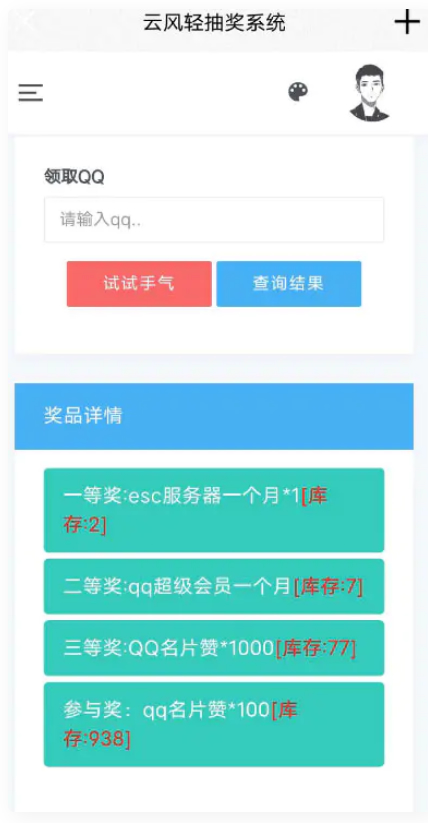 云风轻抽奖系统
领取QQ
请输入qq..
试试手气 查询结果
奖品详情
一等奖:esc服务器一个月*1[库
存:2]
二等奖:qq超级会员一个月[库存:7]
三等奖:QQ名片赞*1000[库存:77]
参与奖：qq名片赞*100[库
存:938]